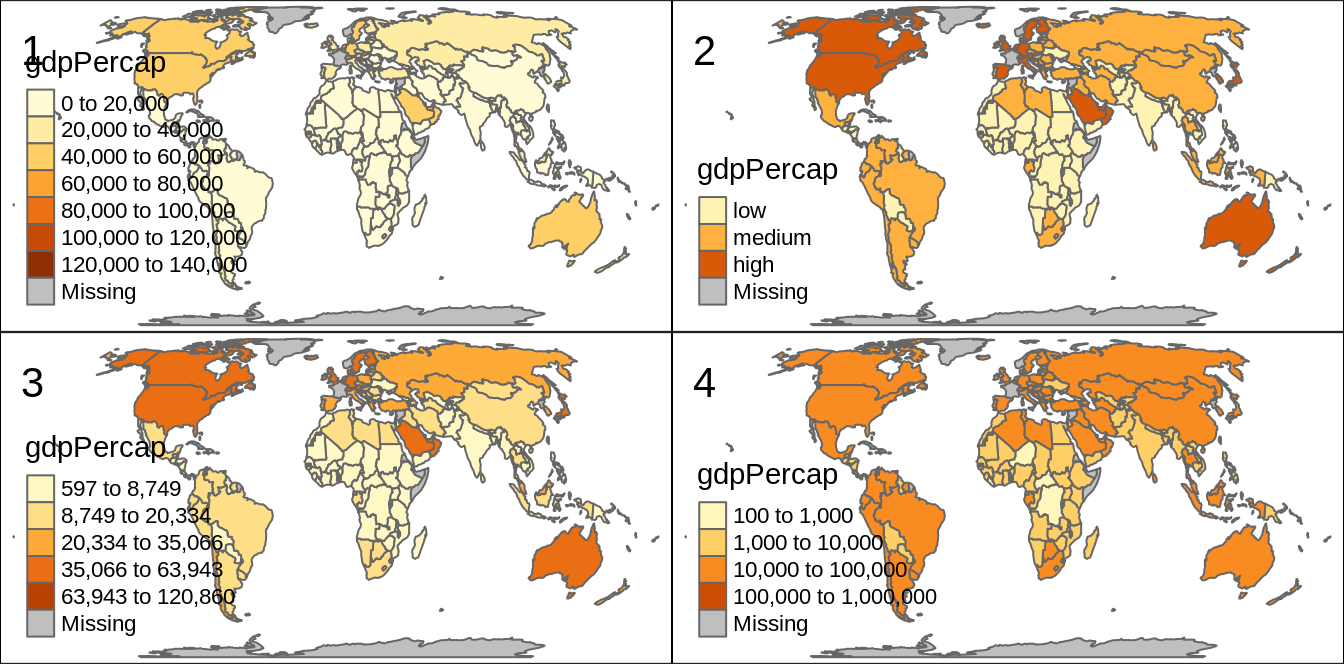 1
gdpPercap
0 to 20,000
20,000 to 40,000
40,000 to 60,000
60,000 to 80,000
80,000 to 100,000
100,000 to 120,000
120,000 to 140,000
Missing
2
gdpPercap
low
medium
high
Missing
3
gdpPercap
597 to 8,749
8,749 to 20,334
20,334 to 35,066
35,066 to 63,943
63,943 to 120,860
Missing
4
gdpPercap
100 to 1,000
1,000 to 10,000
10,000 to 100,000
100,000 to 1,000,000
Missing